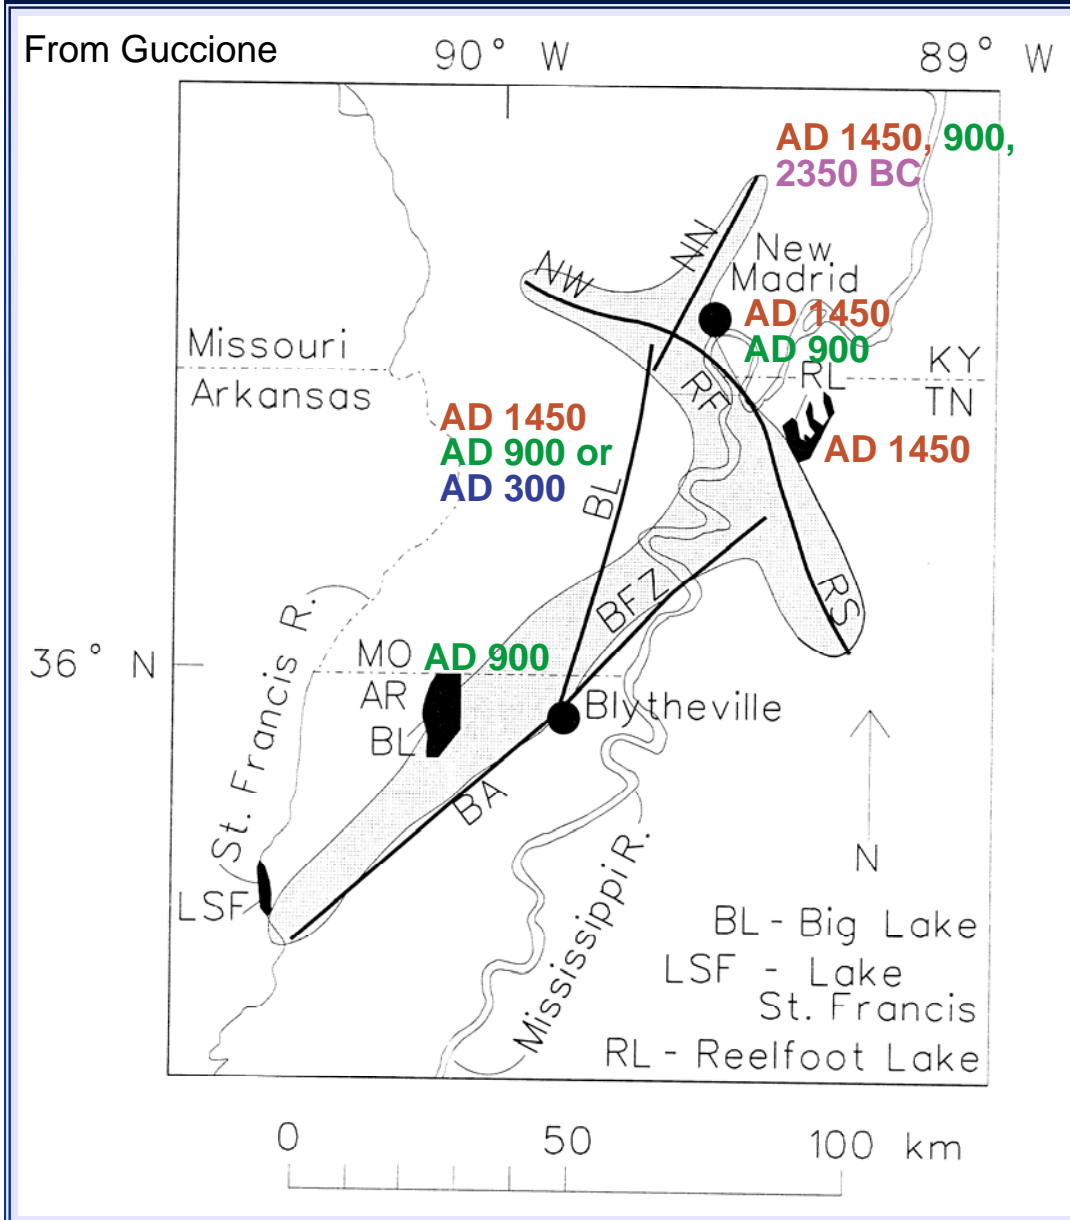 From Guccione
90° W
89° W
AD 1450, 900,
2350 BC
NN
New
Madrid
NW
AD 1450
AD 900
Missouri
Arkansas
KY
TN
RL
RF
AD 1450
AD 1450
AD 900 or
AD 300
BL
BFZ
RS
36° N
MO
AR
AD 900
BL
Blytheville
BA
St. Francis R.
LSF
Mississippi R.
N
BL - Big Lake
LSF - Lake
St. Francis
RL - Reelfoot Lake
0 50 100 km